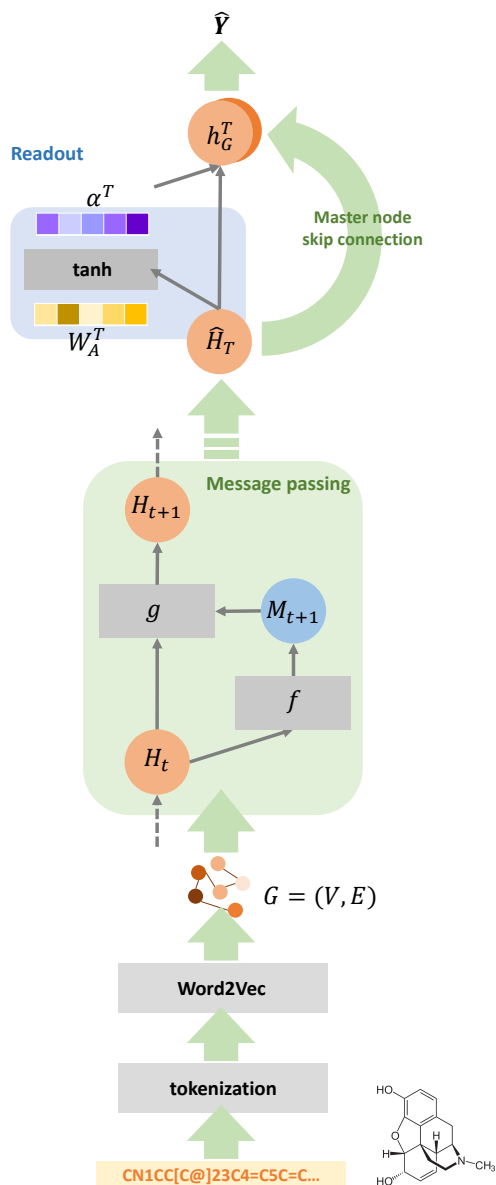 Ŷ
h_G^T
Readout
α^T
Master node
skip connection
tanh
W_A^T
Ĥ_T
Message passing
H_{t+1}
g
M_{t+1}
f
H_t
G = (V, E)
Word2Vec
tokenization
HO
O
H
H
N
CH₃
HO
CN1CC[C@]23C4=C5C=C...